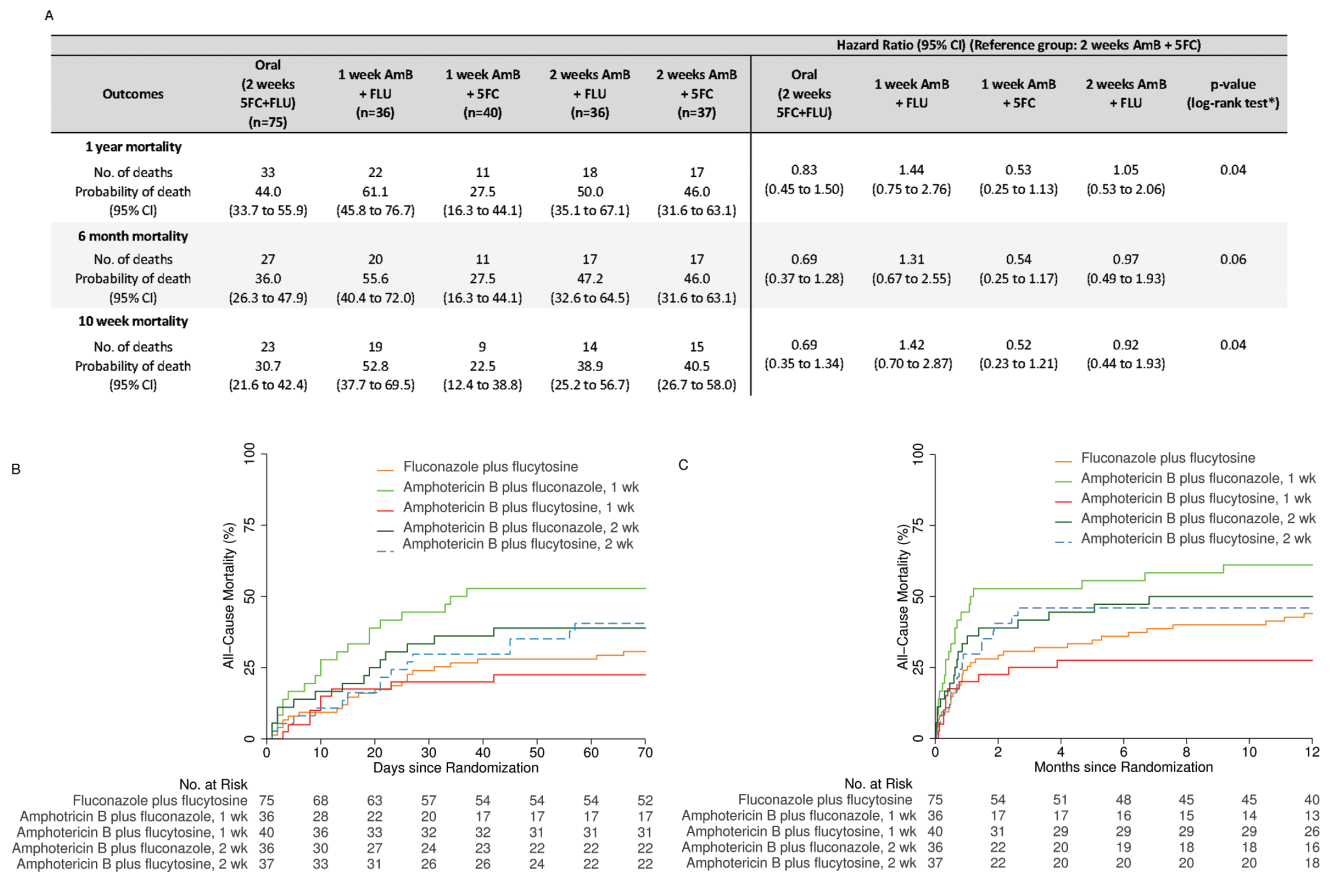 A
Hazard Ratio (95% CI) (Reference group: 2 weeks AmB + 5FC)
Outcomes
Oral (2 weeks 5FC+FLU) (n=75)
1 week AmB + FLU (n=36)
1 week AmB + 5FC (n=40)
2 weeks AmB + FLU (n=36)
2 weeks AmB + 5FC (n=37)
Oral (2 weeks 5FC+FLU)
1 week AmB + FLU
1 week AmB + 5FC
2 weeks AmB + FLU
p-value (log-rank test*)
1 year mortality
No. of deaths 33 22 11 18 17 0.83 1.44 0.53 1.05 0.04
Probability of death 44.0 61.1 27.5 50.0 46.0 (0.45 to 1.50) (0.75 to 2.76) (0.25 to 1.13) (0.53 to 2.06)
(95% CI) (33.7 to 55.9) (45.8 to 76.7) (16.3 to 44.1) (35.1 to 67.1) (31.6 to 63.1)
6 month mortality
No. of deaths 27 20 11 17 17 0.69 1.31 0.54 0.97 0.06
Probability of death 36.0 55.6 27.5 47.2 46.0 (0.37 to 1.28) (0.67 to 2.55) (0.25 to 1.17) (0.49 to 1.93)
(95% CI) (26.3 to 47.9) (40.4 to 72.0) (16.3 to 44.1) (32.6 to 64.5) (31.6 to 63.1)
10 week mortality
No. of deaths 23 19 9 14 15 0.69 1.42 0.52 0.92 0.04
Probability of death 30.7 52.8 22.5 38.9 40.5 (0.35 to 1.34) (0.70 to 2.87) (0.23 to 1.21) (0.44 to 1.93)
(95% CI) (21.6 to 42.4) (37.7 to 69.5) (12.4 to 38.8) (25.2 to 56.7) (26.7 to 58.0)
B
All-Cause Mortality (%)
100
75
50
25
0
Fluconazole plus flucytosine
Amphotericin B plus fluconazole, 1 wk
Amphotericin B plus flucytosine, 1 wk
Amphotericin B plus fluconazole, 2 wk
Amphotericin B plus flucytosine, 2 wk
0 10 20 30 40 50 60 70
Days since Randomization
No. at Risk
Fluconazole plus flucytosine 75 68 63 57 54 54 54 52
Amphotricin B plus fluconazole, 1 wk 36 28 22 20 17 17 17 17
Amphotericin B plus flucytosine, 1 wk 40 36 33 32 32 31 31 31
Amphotericin B plus fluconazole, 2 wk 36 30 27 24 23 22 22 22
Amphotericin B plus flucytosine, 2 wk 37 33 31 26 26 24 22 22
C
All-Cause Mortality (%)
100
75
50
25
0
Fluconazole plus flucytosine
Amphotericin B plus fluconazole, 1 wk
Amphotericin B plus flucytosine, 1 wk
Amphotericin B plus fluconazole, 2 wk
Amphotericin B plus flucytosine, 2 wk
0 2 4 6 8 10 12
Months since Randomization
No. at Risk
Fluconazole plus flucytosine 75 54 51 48 45 45 40
Amphotericin B plus fluconazole, 1 wk 36 17 17 16 15 14 13
Amphotericin B plus flucytosine, 1 wk 40 31 29 29 29 29 26
Amphotericin B plus fluconazole, 2 wk 36 22 20 19 18 18 16
Amphotericin B plus flucytosine, 2 wk 37 22 20 20 20 20 18